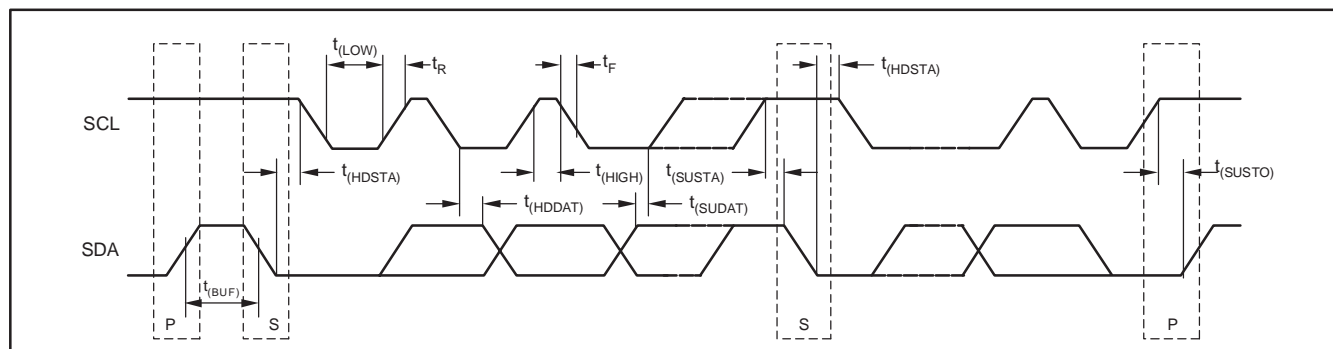 t(LOW)
tR
tF
t(HDSTA)
SCL
t(HDSTA)
t(HIGH)
t(SUSTA)
t(SUSTO)
t(HDDAT)
t(SUDAT)
SDA
t(BUF)
P
S
S
P